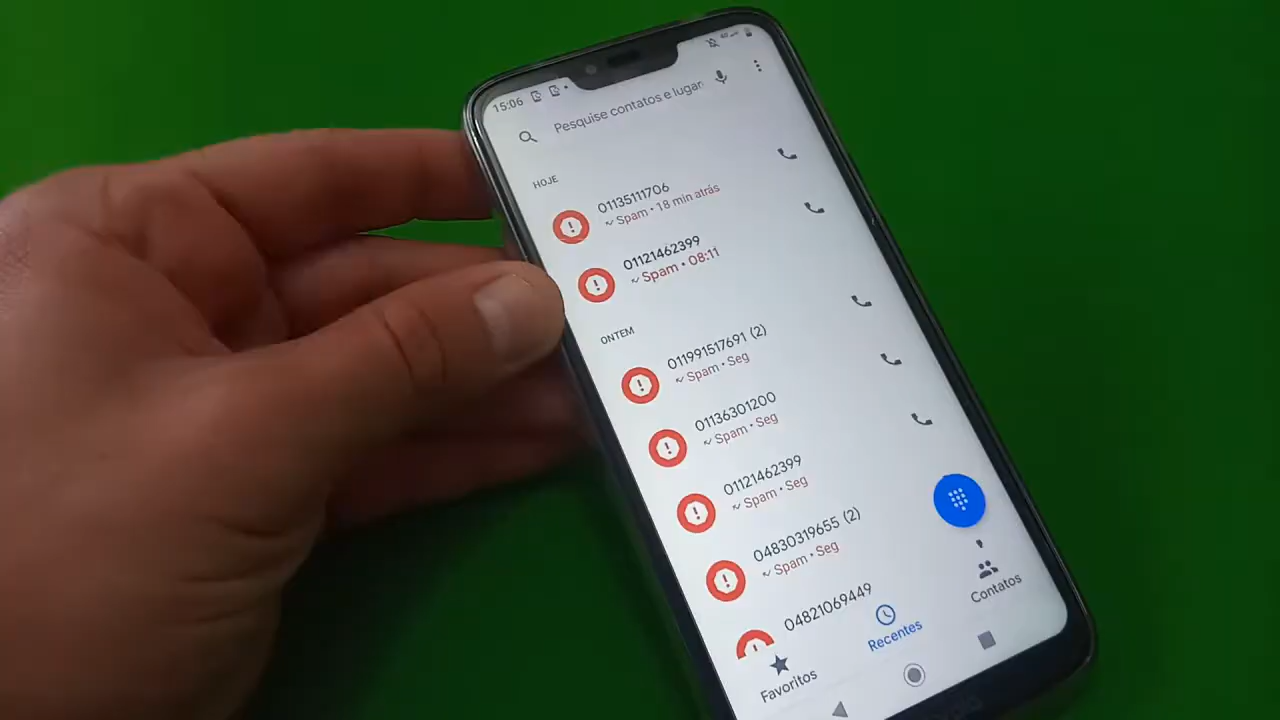 15:06
Pesquise contatos e lugar
HOJE
01135111706
Spam • 18 min atrás
01121462399
Spam • 08:11
ONTEM
011991517691 (2)
Spam • Seg
01136301200
Spam • Seg
01121462399
Spam • Seg
04830319655 (2)
Spam • Seg
04821069449
Favoritos
Recentes
Contatos